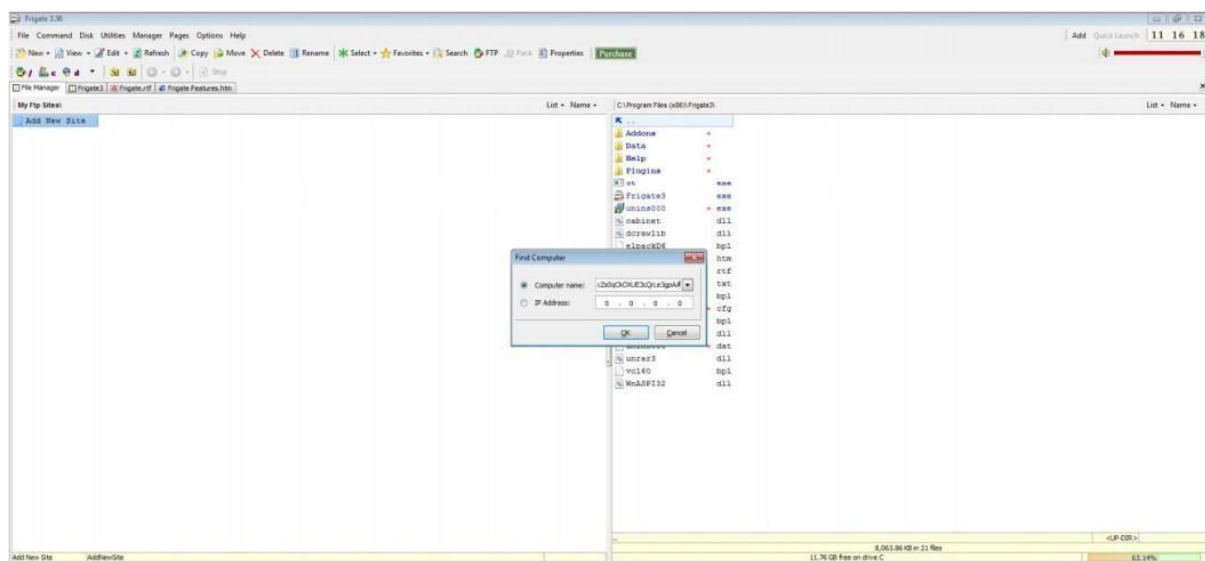 Frigate 3.36
File Command Disk Utilities Manager Pages Options Help
Add Quick Launch 11 16 18
New View Edit Refresh Copy Move Delete Rename Select Favorites Search FTP Pack Properties Purchase
Stop
File Manager Frigate3 Frigate.rtf Frigate Features.htm
My Ftp Sites\ List Name C:\Program Files (x86)\Frigate3\ List Name
Add New Site
..
Addons
Data
Help
Plugins
exe
Frigate3 exe
unins000 exe
cabinet dll
dcrawlib dll
elpackD6 bpl
htm
rtf
txt
bpl
cfg
bpl
dll
dat
unrar3 dll
vcl60 bpl
WnASPI32 dll
Find Computer
Computer name:
IP Address: 0 . 0 . 0 . 0
OK Cancel
<UP-DIR>
8,063.86 KB in 21 files
Add New Site AddNewSite 11.76 GB free on drive C 63.14%